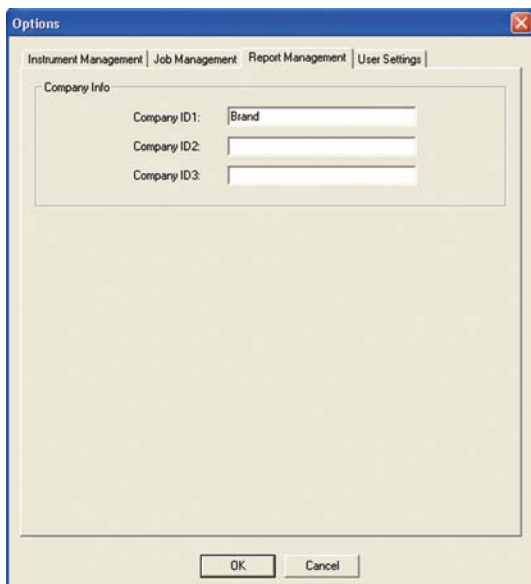 Options
Instrument Management Job Management Report Management User Settings
Company Info
Company ID1: Brand
Company ID2:
Company ID3:
OK Cancel